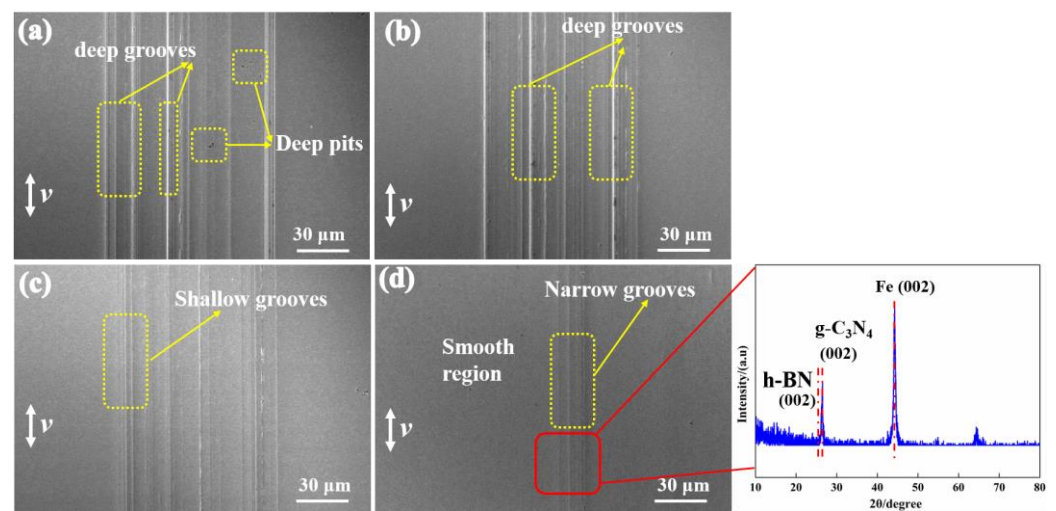 (a)
deep grooves
Deep pits
v
30 µm
(b)
deep grooves
v
30 µm
(c)
Shallow grooves
v
30 µm
(d)
Narrow grooves
Smooth
region
v
30 µm
Fe (002)
g-C₃N₄
(002)
h-BN
(002)
Intensity/(a.u)
10 20 30 40 50 60 70 80
2θ/degree